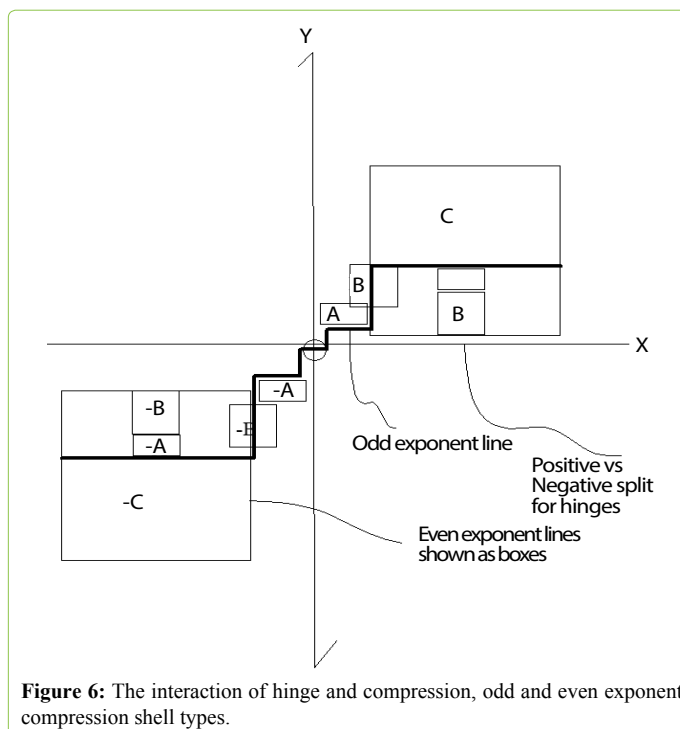 Y
C
B
A
B
X
-A
-B
-A
Odd exponent line
Positive vs
Negative split
for hinges
-C
Even exponent lines
shown as boxes
Figure 6: The interaction of hinge and compression, odd and even exponent
compression shell types.